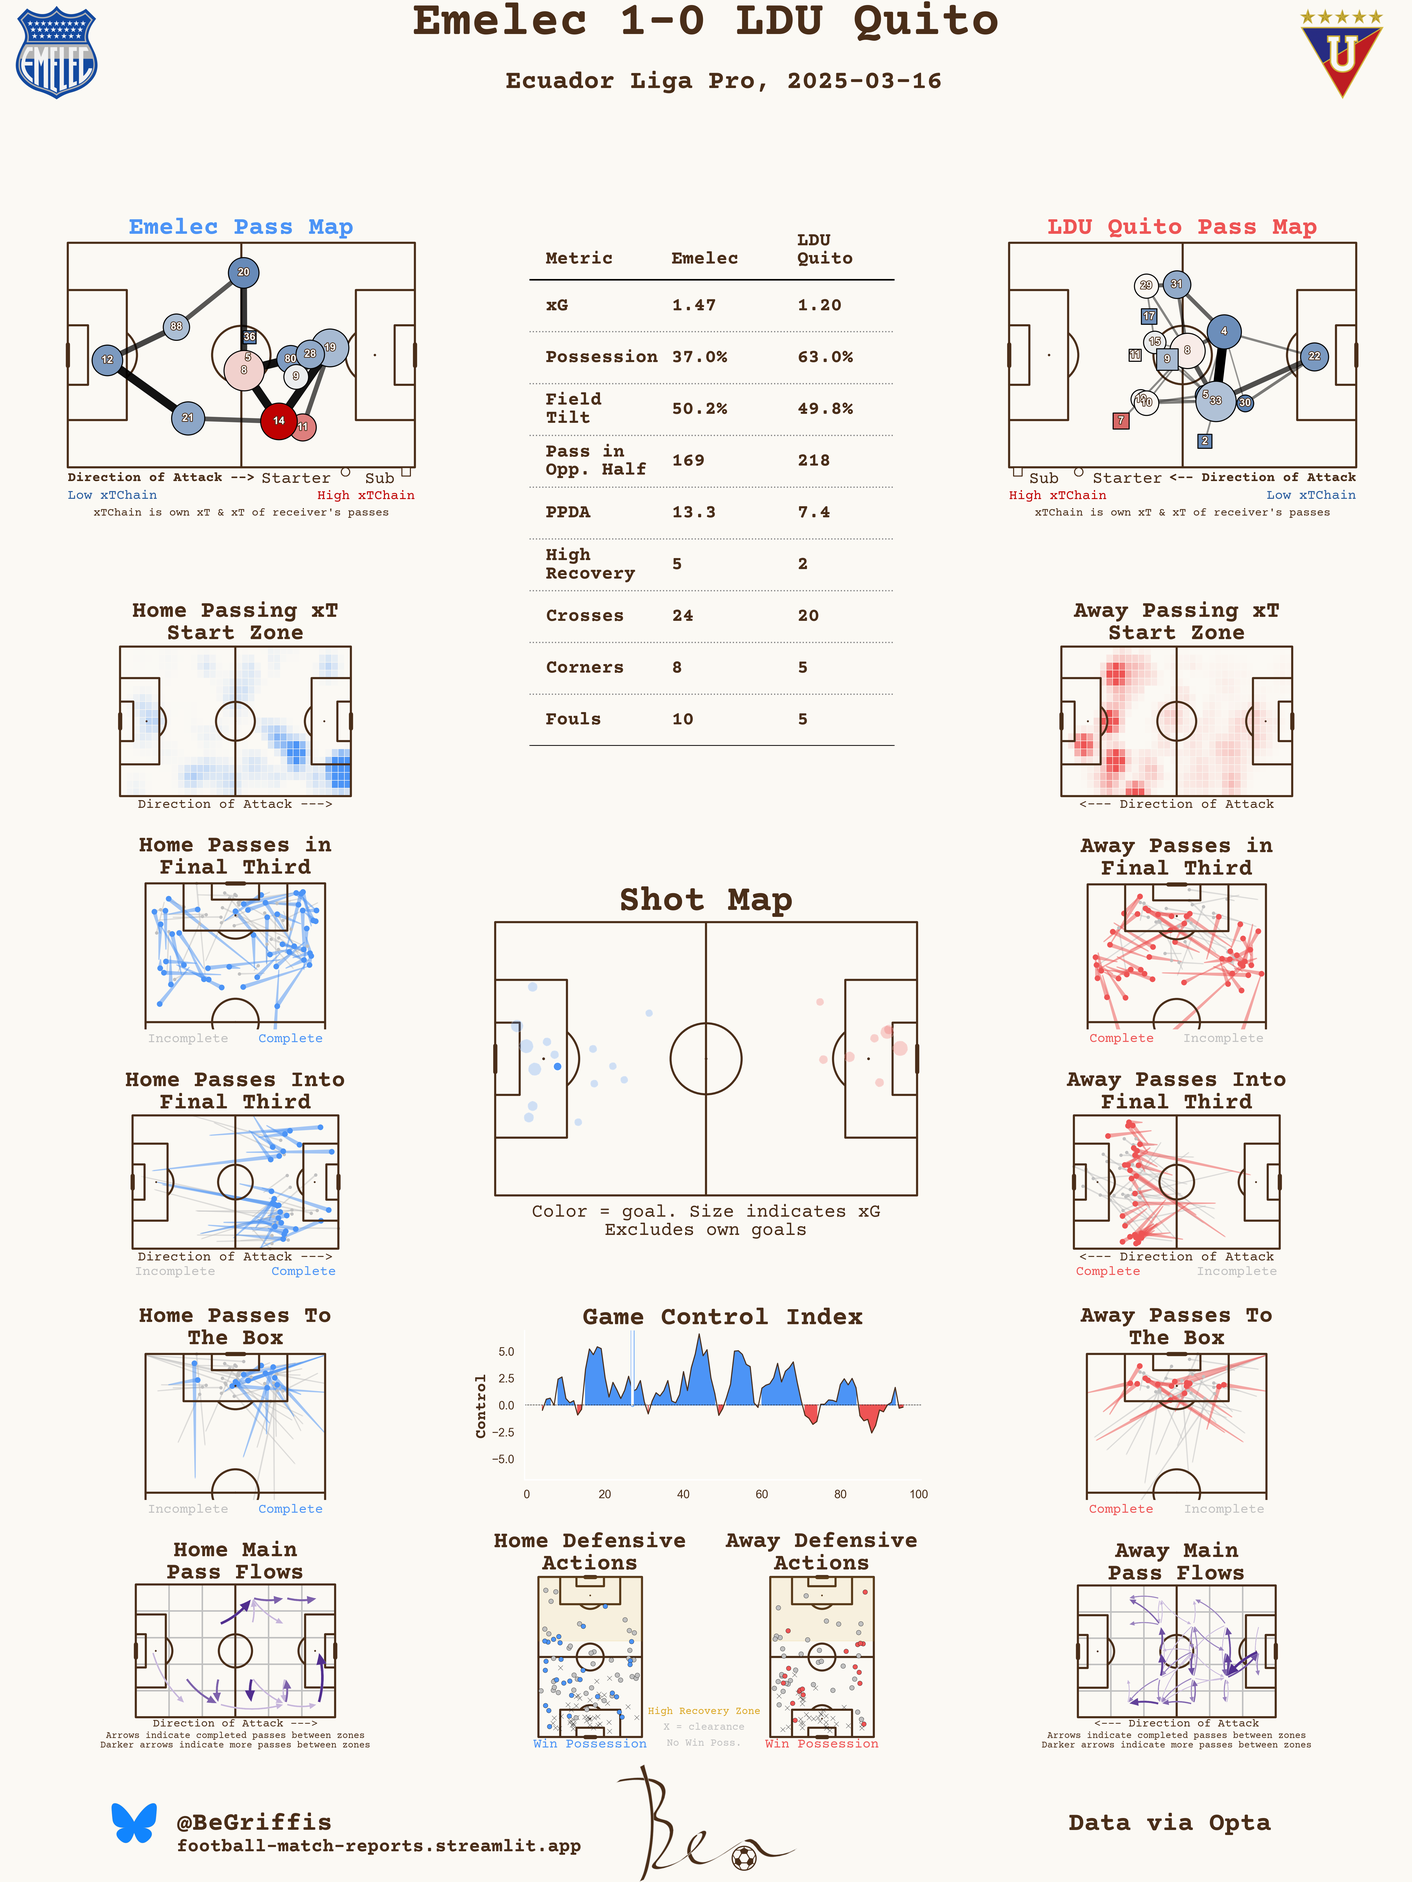 Emelec 1-0 LDU Quito
Ecuador Liga Pro, 2025-03-16
EMELEC
U
Emelec Pass Map
20
88
36
12
5
8
80
28
19
9
21
14
11
Direction of Attack --> Starter Sub
Low xTChain High xTChain
xTChain is own xT & xT of receiver's passes
Metric Emelec LDU Quito
xG 1.47 1.20
Possession 37.0% 63.0%
Field Tilt 50.2% 49.8%
Pass in Opp. Half 169 218
PPDA 13.3 7.4
High Recovery 5 2
Crosses 24 20
Corners 8 5
Fouls 10 5
LDU Quito Pass Map
29
31
17
4
15
8
11
9
22
10
5
33
30
7
2
Sub Starter <-- Direction of Attack
High xTChain Low xTChain
xTChain is own xT & xT of receiver's passes
Home Passing xT
Start Zone
Direction of Attack --->
Away Passing xT
Start Zone
<--- Direction of Attack
Home Passes in
Final Third
Incomplete Complete
Away Passes in
Final Third
Complete Incomplete
Shot Map
Color = goal. Size indicates xG
Excludes own goals
Home Passes Into
Final Third
Direction of Attack --->
Incomplete Complete
Away Passes Into
Final Third
<--- Direction of Attack
Complete Incomplete
Home Passes To
The Box
Incomplete Complete
Game Control Index
Control
5.0
2.5
0.0
−2.5
−5.0
0 20 40 60 80 100
Away Passes To
The Box
Complete Incomplete
Home Main
Pass Flows
Direction of Attack --->
Arrows indicate completed passes between zones
Darker arrows indicate more passes between zones
Home Defensive
Actions
Win Possession
High Recovery Zone
X = clearance
No Win Poss.
Away Defensive
Actions
Win Possession
Away Main
Pass Flows
<--- Direction of Attack
Arrows indicate completed passes between zones
Darker arrows indicate more passes between zones
@BeGriffis
football-match-reports.streamlit.app
Ben
Data via Opta